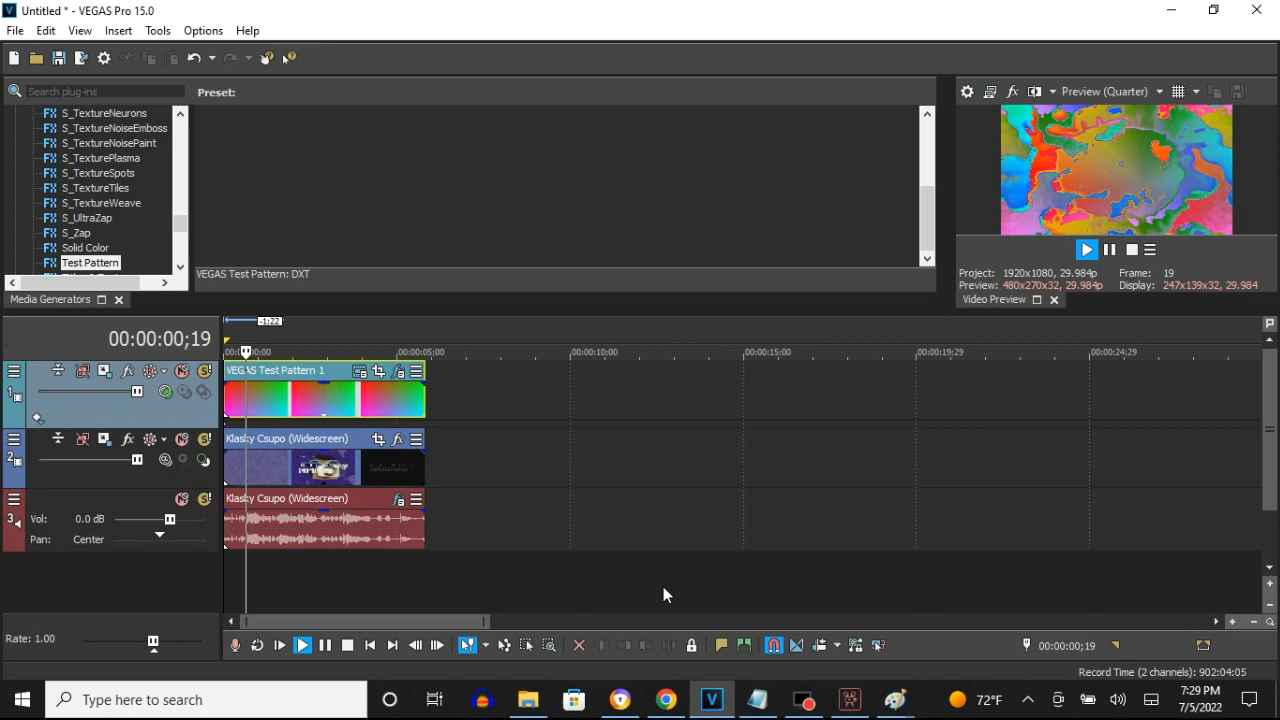 Untitled * - VEGAS Pro 15.0
File Edit View Insert Tools Options Help
Search plug-ins
Preset:
Preview (Quarter)
S_TextureNeurons
S_TextureNoiseEmboss
S_TextureNoisePaint
S_TexturePlasma
S_TextureSpots
S_TextureTiles
S_TextureWeave
S_UltraZap
S_Zap
Solid Color
Test Pattern
VEGAS Test Pattern: DXT
Media Generators
Project: 1920x1080, 29.984p Frame: 19
Preview: 480x270x32, 29.984p Display: 247x139x32, 29.984
Video Preview
-1:22
00:00:00;19
00:00:05;00 00:00:10;00 00:00:15;00 00:00:19;29 00:00:24;29
1
VEGAS Test Pattern 1
2
Klasky Csupo (Widescreen)
3
Klasky Csupo (Widescreen)
Vol: 0.0 dB
Pan: Center
Rate: 1.00
00:00:00;19
Record Time (2 channels): 902:04:05
Type here to search
72°F
7:29 PM
7/5/2022